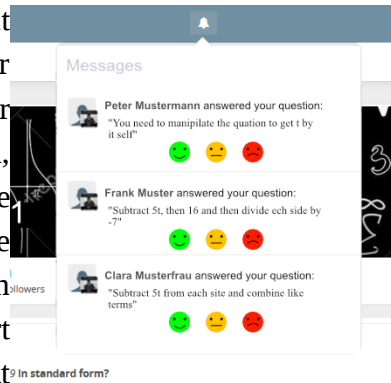 Messages
Peter Mustermann answered your question:
"You need to manipilate the quation to get t by
it self"
Frank Muster answered your question:
"Subtract 5t, then 16 and then divide ech side by
-7"
Clara Musterfrau answered your question:
"Subtract 5t from each site and combine like
terms"
ollowers
9 in standard form?